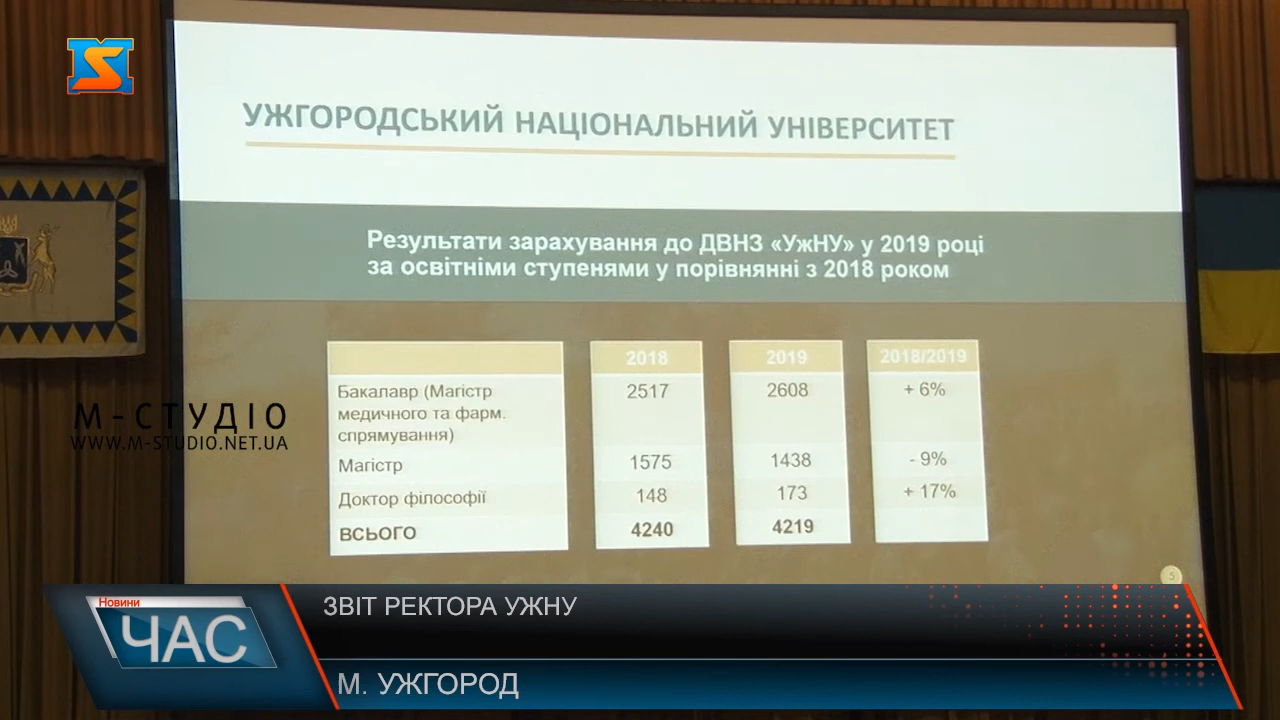 УЖГОРОДСЬКИЙ НАЦІОНАЛЬНИЙ УНІВЕРСИТЕТ
Результати зарахування до ДВНЗ «УжНУ» у 2019 році
за освітніми ступенями у порівнянні з 2018 роком
2018 2019 2018/2019
Бакалавр (Магістр 2517 2608 + 6%
медичного та фарм.
спрямування)
Магістр 1575 1438 - 9%
Доктор філософії 148 173 + 17%
ВСЬОГО 4240 4219
5
М-СТУДІО
WWW.M-STUDIO.NET.UA
Новини
ЧАС
ЗВІТ РЕКТОРА УЖНУ
М. УЖГОРОД